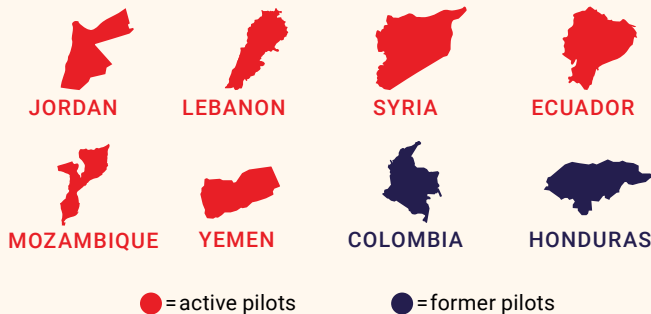 JORDAN LEBANON SYRIA ECUADOR
MOZAMBIQUE YEMEN COLOMBIA HONDURAS
=active pilots =former pilots